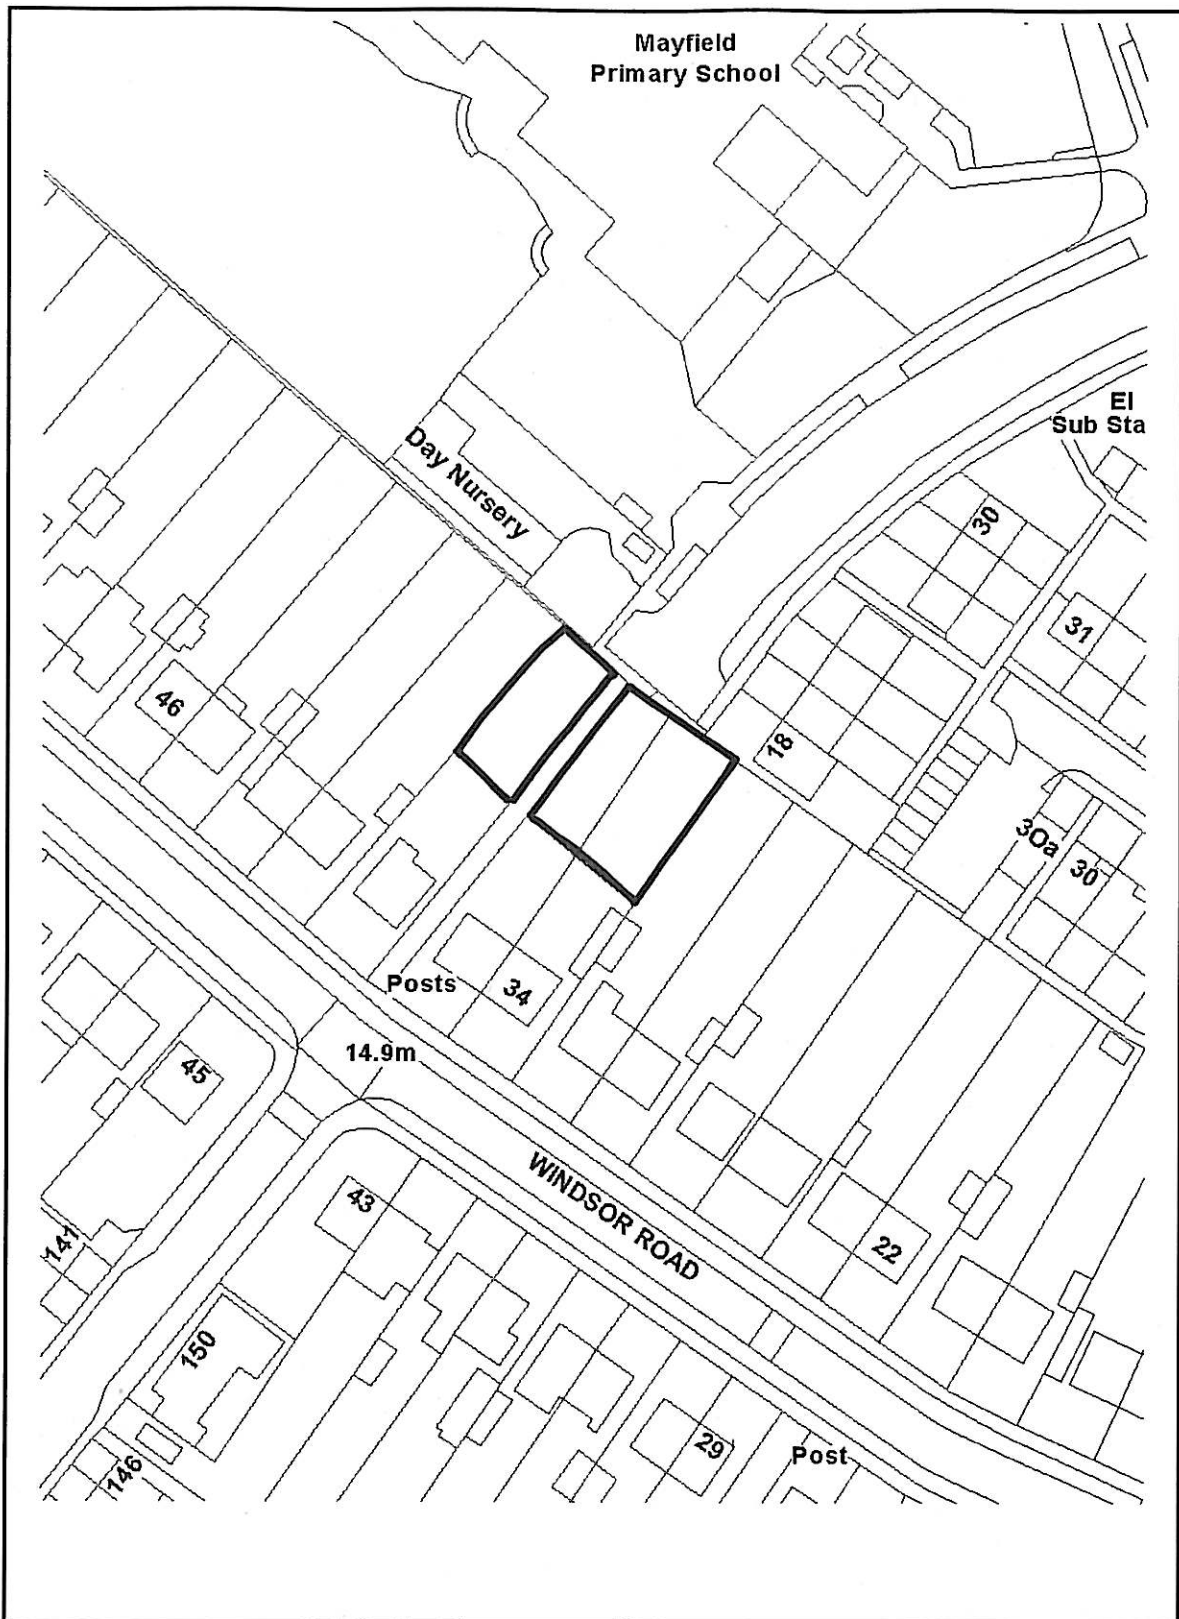 Mayfield
Primary School
El
Sub Sta
Day Nursery
30
31
46
18
30a
30
Posts
34
14.9m
45
WINDSOR ROAD
43
141
22
150
29
Post
146